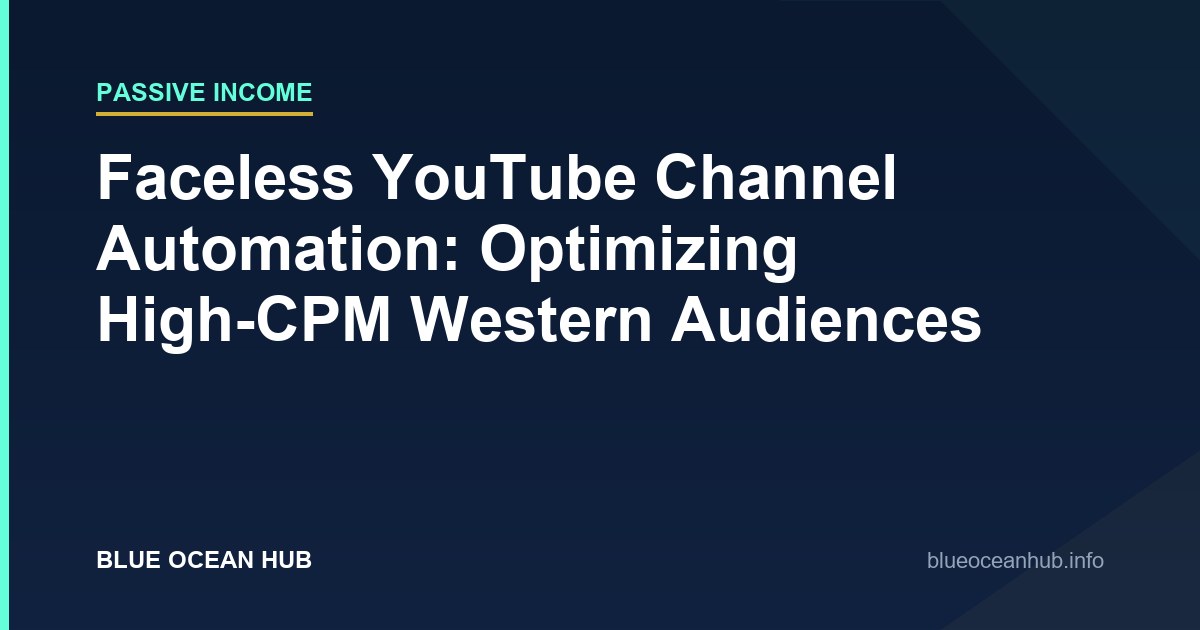 PASSIVE INCOME
Faceless YouTube Channel
Automation: Optimizing
High-CPM Western Audiences
BLUE OCEAN HUB
blueoceanhub.info